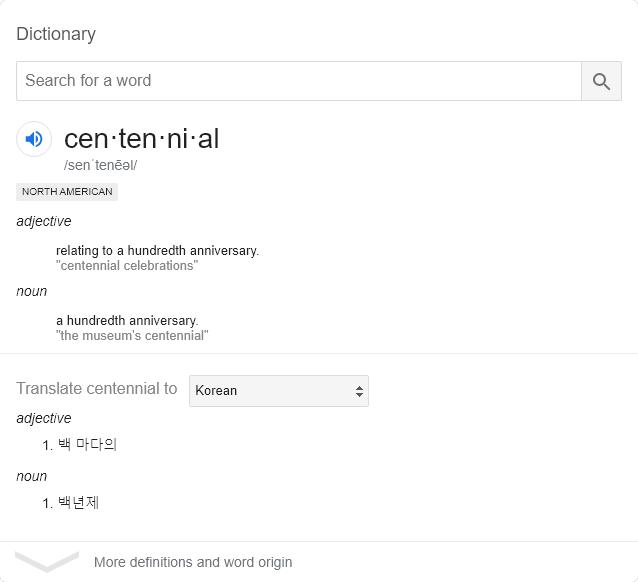 Dictionary
Search for a word
cen·ten·ni·al
/senˈtenēəl/
NORTH AMERICAN
adjective
relating to a hundredth anniversary.
"centennial celebrations"
noun
a hundredth anniversary.
"the museum's centennial"
Translate centennial to Korean
adjective
1. 백 마다의
noun
1. 백년제
More definitions and word origin